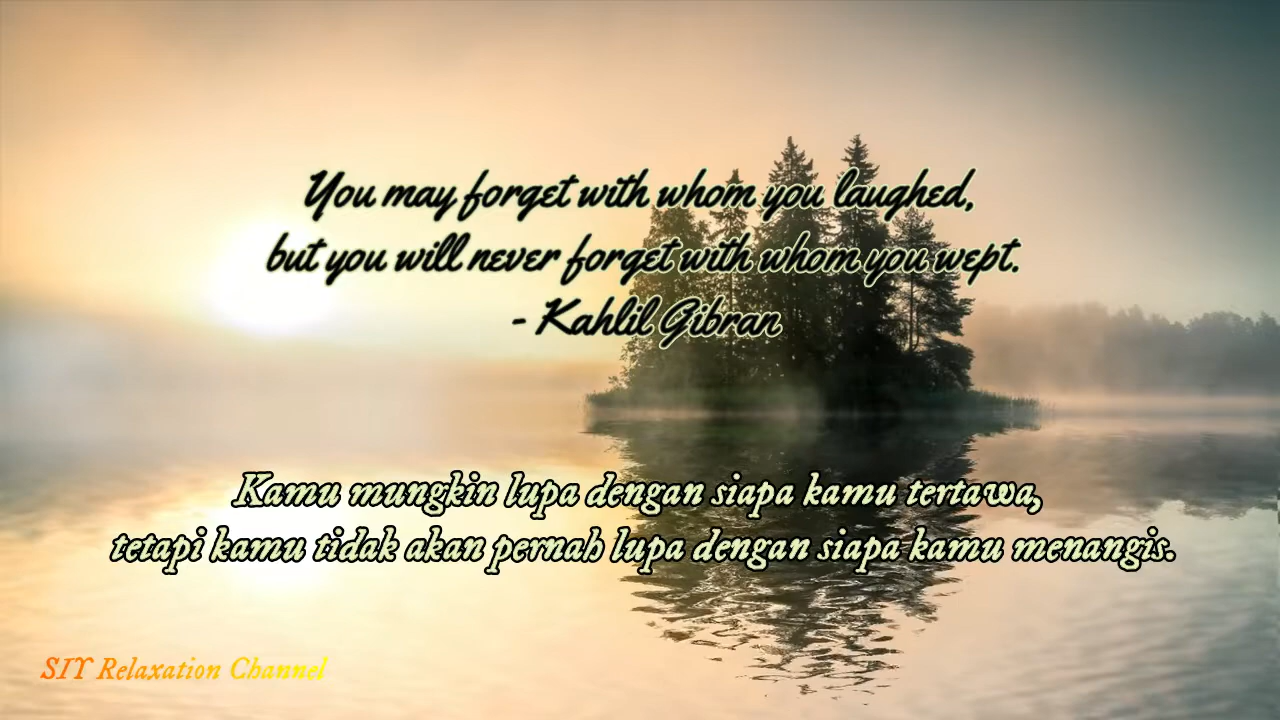 You may forget with whom you laughed,
but you will never forget with whom you wept.
- Kahlil Gibran
Kamu mungkin lupa dengan siapa kamu tertawa,
tetapi kamu tidak akan pernah lupa dengan siapa kamu menangis.
SIY Relaxation Channel